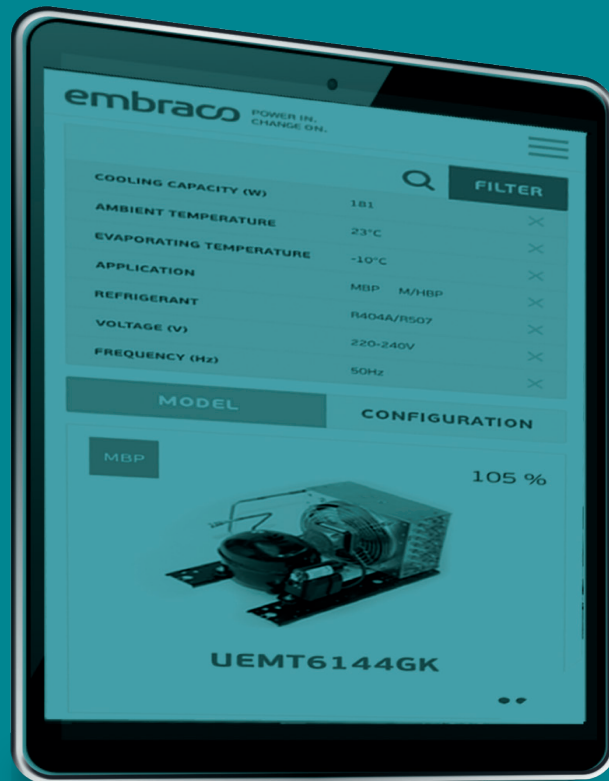 embraco POWER IN.
CHANGE ON.
FILTER
COOLING CAPACITY (W) 181
AMBIENT TEMPERATURE 23°C
EVAPORATING TEMPERATURE -10°C
APPLICATION MBP M/HBP
REFRIGERANT R404A/R507
VOLTAGE (V) 220-240V
FREQUENCY (Hz) 50Hz
MODEL CONFIGURATION
MBP 105 %
UEMT6144GK